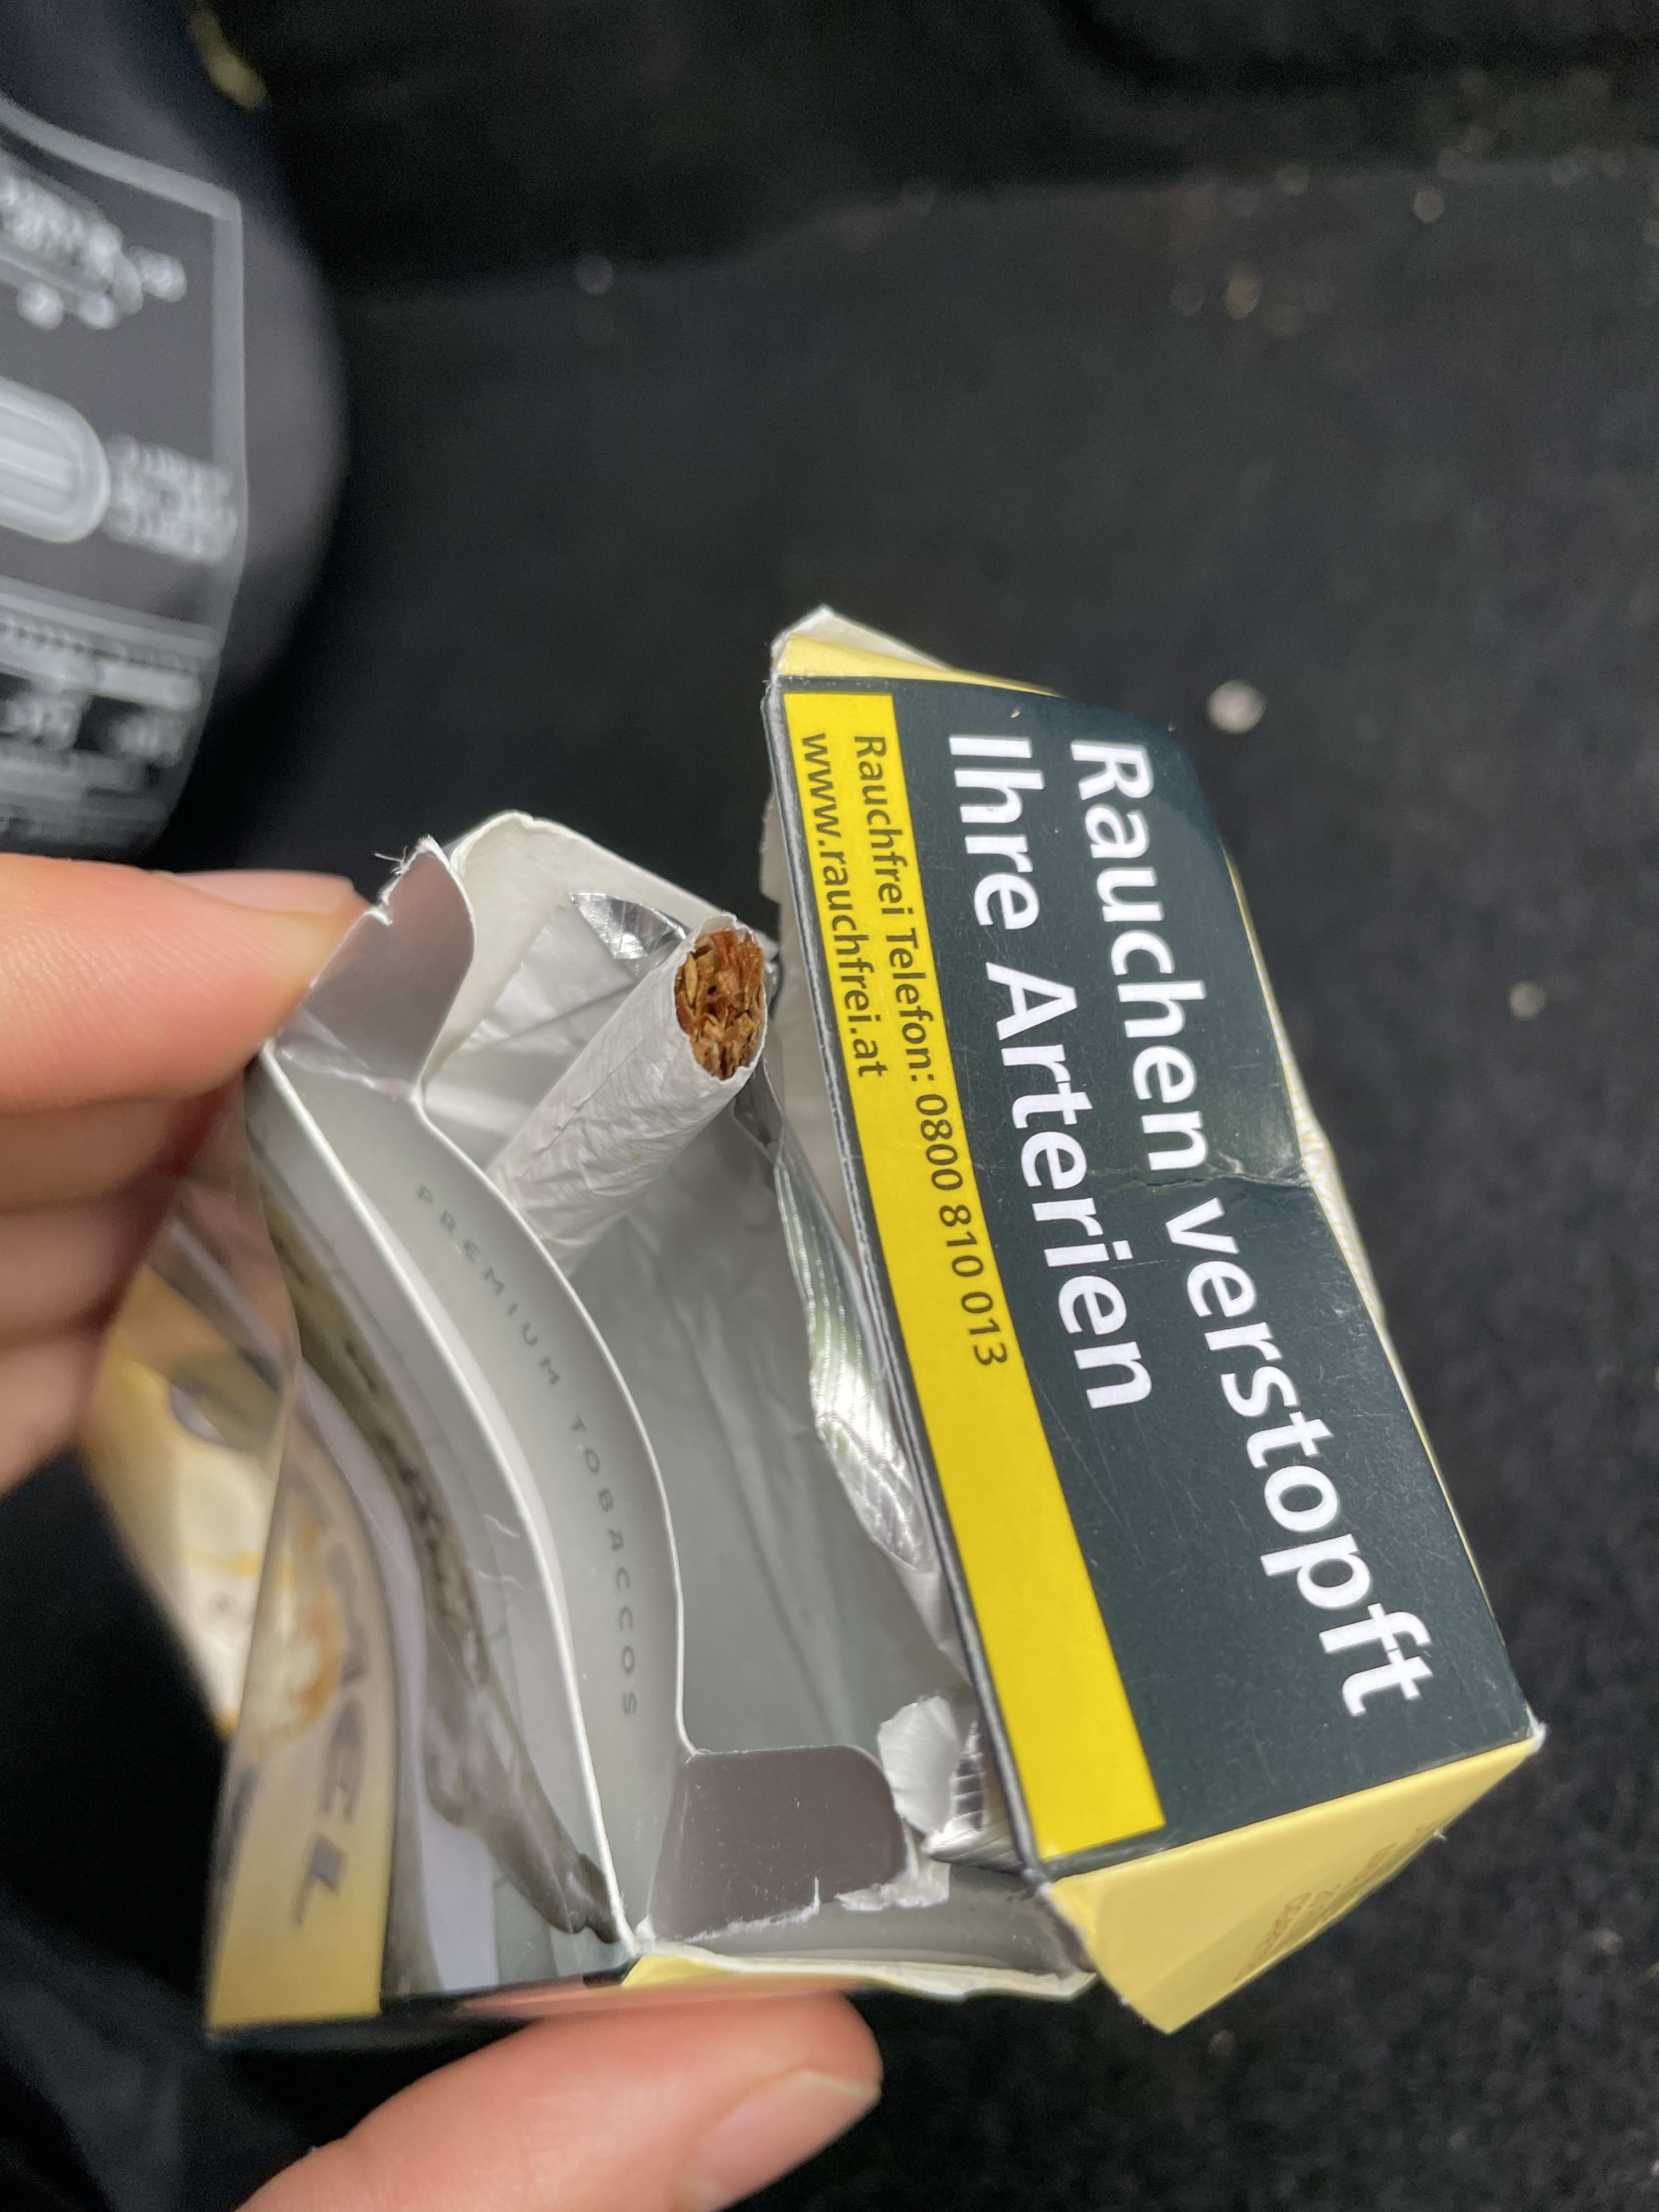 Rauchen verstopft
Ihre Arterien
Rauchfrei Telefon: 0800 810 013
www.rauchfrei.at
PREMIUM TOBACCOS